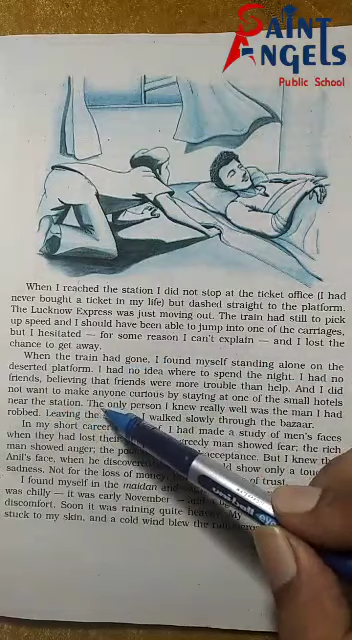 SAINT
ANGELS
Public School
When I reached the station I did not stop at the ticket office (I had
never bought a ticket in my life) but dashed straight to the platform.
The Lucknow Express was just moving out. The train had still to pick
up speed and I should have been able to jump into one of the carriages,
but I hesitated — for some reason I can't explain — and I lost the
chance to get away.
When the train had gone, I found myself standing alone on the
deserted platform. I had no idea where to spend the night. I had no
friends, believing that friends were more trouble than help. And I did
not want to make anyone curious by staying at one of the small hotels
near the station. The only person I knew really well was the man I had
robbed. Leaving the I walked slowly through the bazaar.
In my short career I had made a study of men's faces
when they had lost their greedy man showed fear; the rich
man showed anger; the poor acceptance. But I knew
Anil's face, when he discovered show only a
sadness. Not for the loss of money of trust.
I found myself in the maidan and
was chilly — it was early November
discomfort. Soon it was raining quite My
stuck to my skin, and a cold wind blew the
uni-ball eye